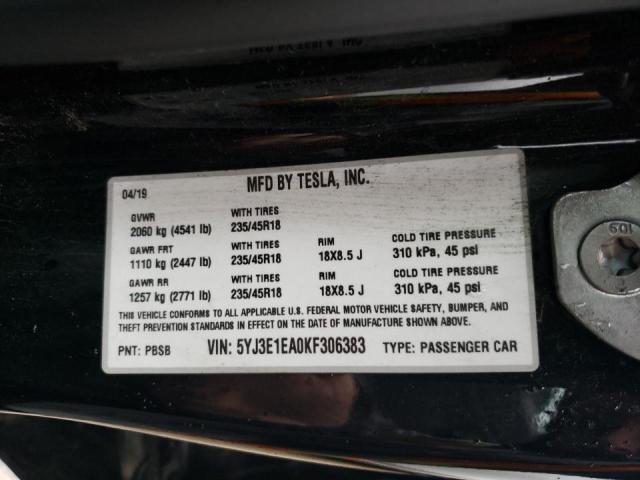 04/19 MFD BY TESLA, INC.
GVWR WITH TIRES
2060 kg (4541 lb) 235/45R18
GAWR FRT WITH TIRES RIM COLD TIRE PRESSURE
1110 kg (2447 lb) 235/45R18 18X8.5 J 310 kPa, 45 psi
GAWR RR WITH TIRES RIM COLD TIRE PRESSURE
1257 kg (2771 lb) 235/45R18 18X8.5 J 310 kPa, 45 psi
THIS VEHICLE CONFORMS TO ALL APPLICABLE U.S. FEDERAL MOTOR VEHICLE SAFETY, BUMPER, AND
THEFT PREVENTION STANDARDS IN EFFECT ON THE DATE OF MANUFACTURE SHOWN ABOVE.
PNT: PBSB VIN: 5YJ3E1EA0KF306383 TYPE: PASSENGER CAR